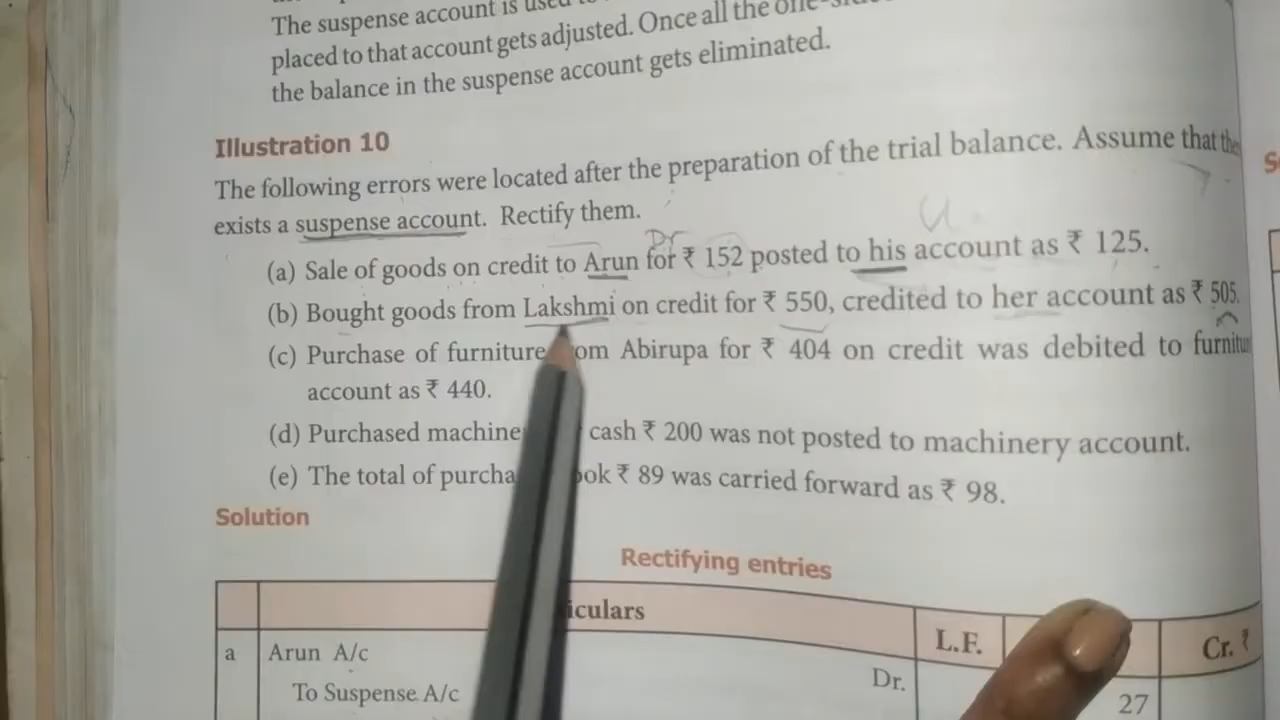 The suspense account is used
placed to that account gets adjusted. Once all the one-side
the balance in the suspense account gets eliminated.
Illustration 10
The following errors were located after the preparation of the trial balance. Assume that the
exists a suspense account. Rectify them.
Dr
(a) Sale of goods on credit to Arun for ₹ 152 posted to his account as ₹ 125.
(b) Bought goods from Lakshmi on credit for ₹ 550, credited to her account as ₹ 505.
(c) Purchase of furniture om Abirupa for ₹ 404 on credit was debited to furnitu
account as ₹ 440.
(d) Purchased machine cash ₹ 200 was not posted to machinery account.
(e) The total of purcha ook ₹ 89 was carried forward as ₹ 98.
Solution
Rectifying entries
iculars L.F. Cr. ₹
a Arun A/c Dr. 27
To Suspense A/c